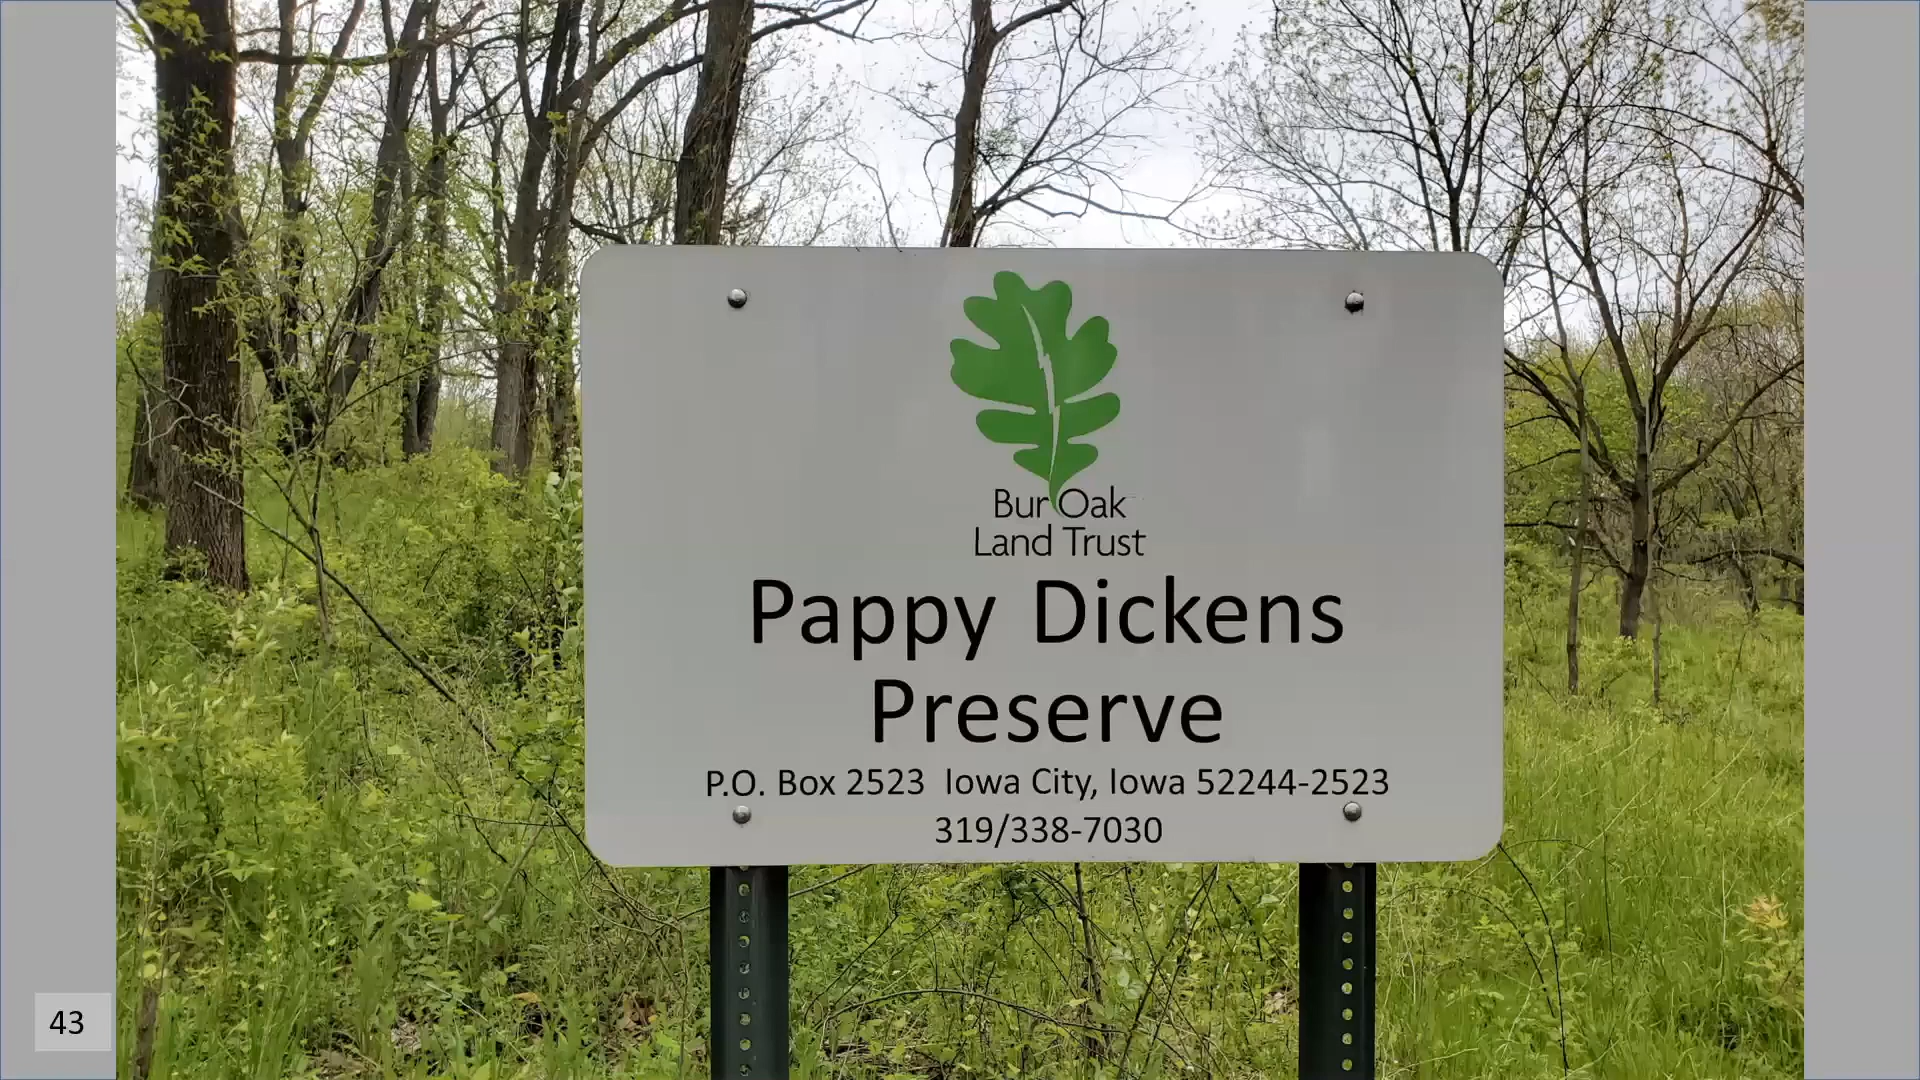 Bur Oak
Land Trust
Pappy Dickens
Preserve
P.O. Box 2523 Iowa City, Iowa 52244-2523
319/338-7030
43